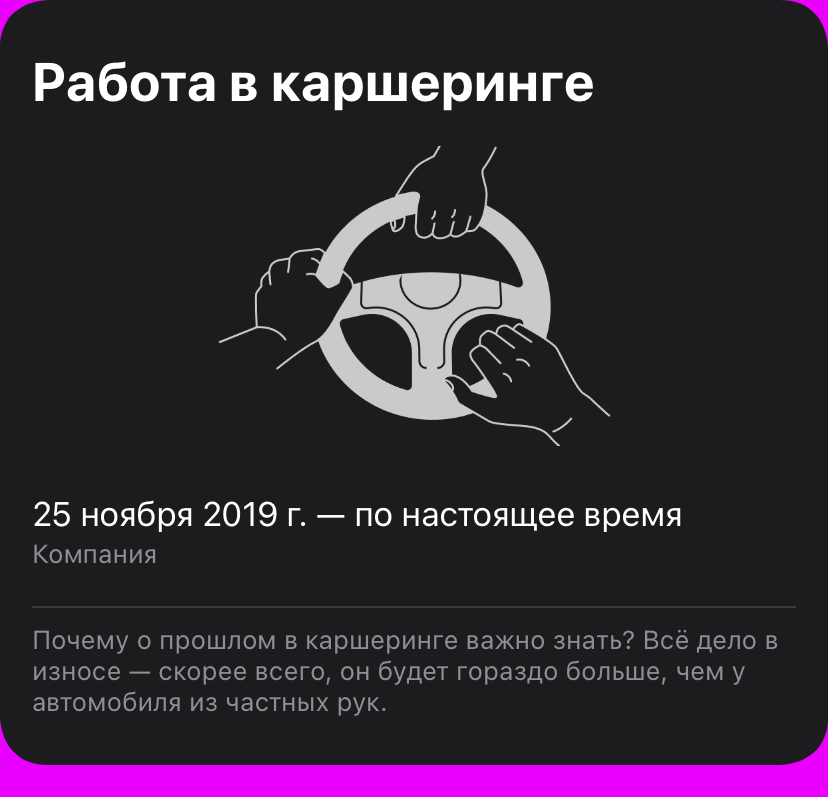 Работа в каршеринге
25 ноября 2019 г. — по настоящее время
Компания
Почему о прошлом в каршеринге важно знать? Всё дело в
износе — скорее всего, он будет гораздо больше, чем у
автомобиля из частных рук.